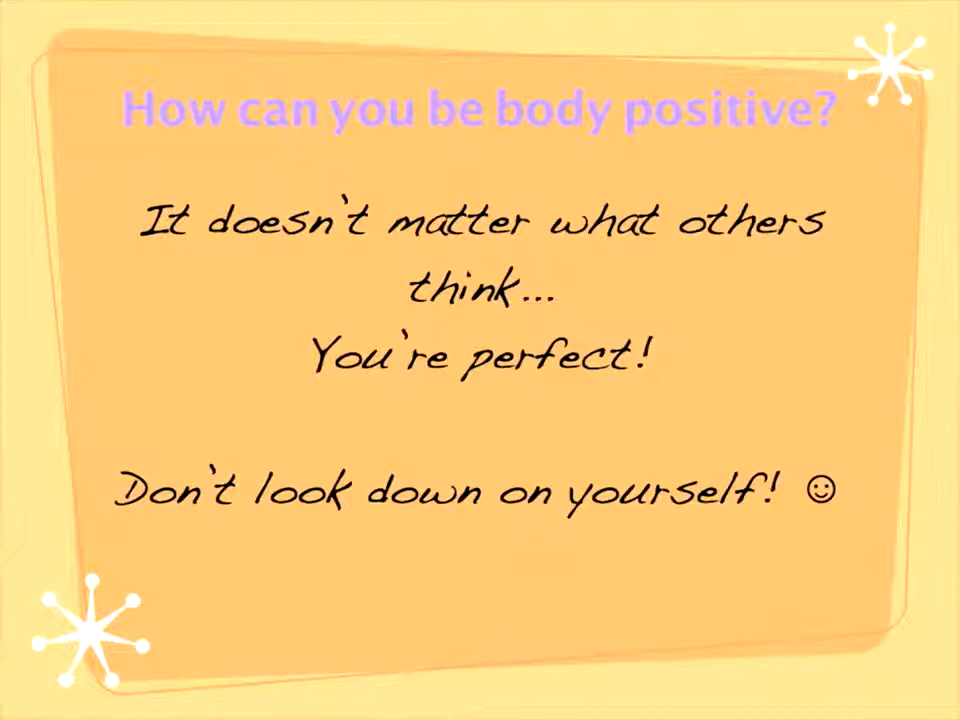 How can you be body positive?
It doesn't matter what others
think...
You're perfect!
Don't look down on yourself! ☺